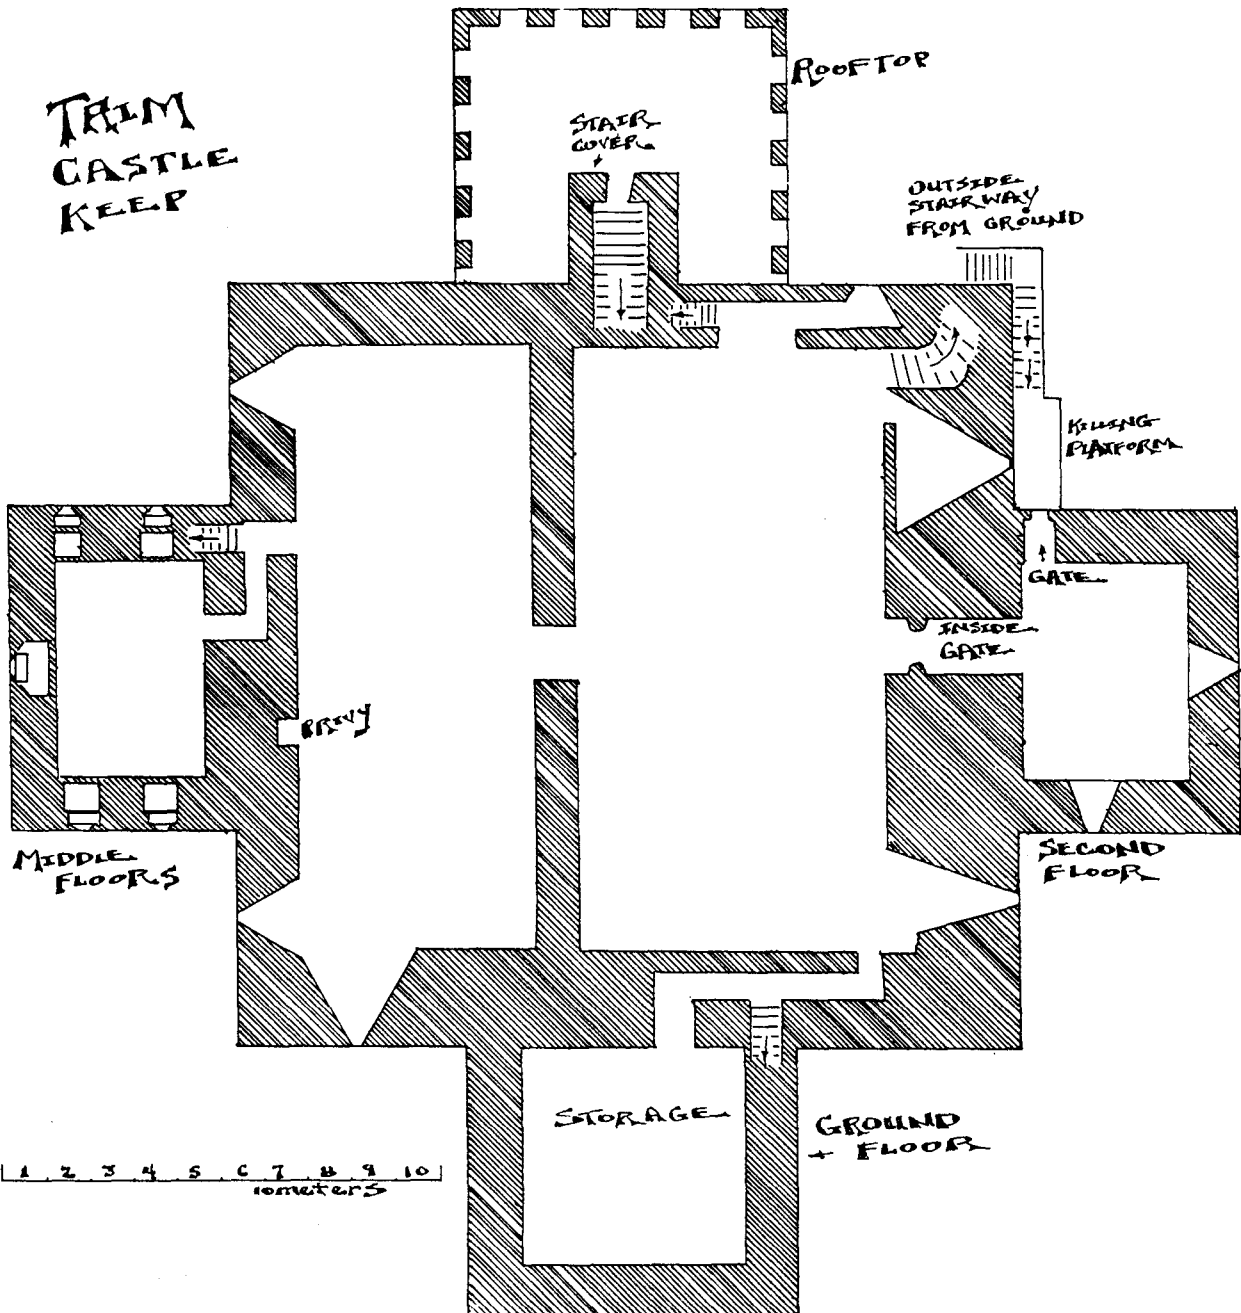 ROOFTOP
TRIM
CASTLE
KEEP
STAIR
COVER
OUTSIDE
STAIRWAY
FROM GROUND
KILLING
PLATFORM
GATE
INSIDE
GATE
PRIVY
MIDDLE
FLOORS
SECOND
FLOOR
STORAGE
GROUND
+ FLOOR
1 2 3 4 5 6 7 8 9 10
10meters